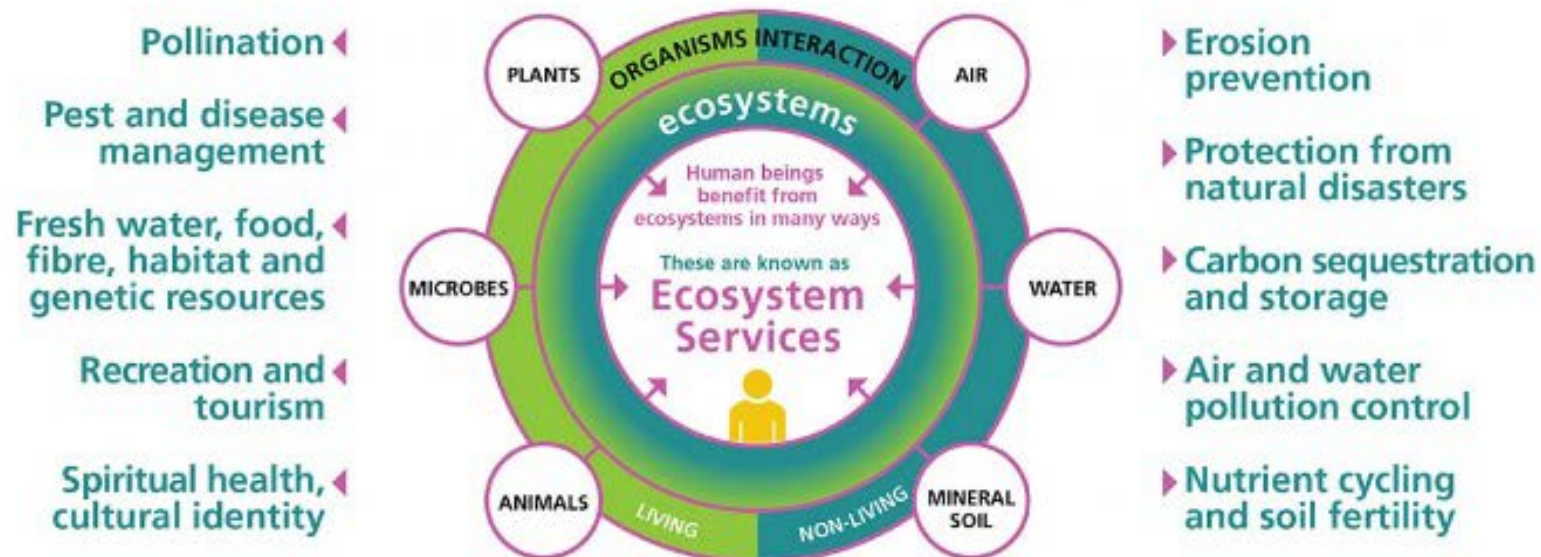 Pollination
Pest and disease
management
Fresh water, food,
fibre, habitat and
genetic resources
Recreation and
tourism
Spiritual health,
cultural identity
ORGANISMS INTERACTION
ecosystems
PLANTS
AIR
MICROBES
WATER
ANIMALS
MINERAL
SOIL
LIVING
NON-LIVING
Human beings
benefit from
ecosystems in many ways
These are known as
Ecosystem
Services
Erosion
prevention
Protection from
natural disasters
Carbon sequestration
and storage
Air and water
pollution control
Nutrient cycling
and soil fertility